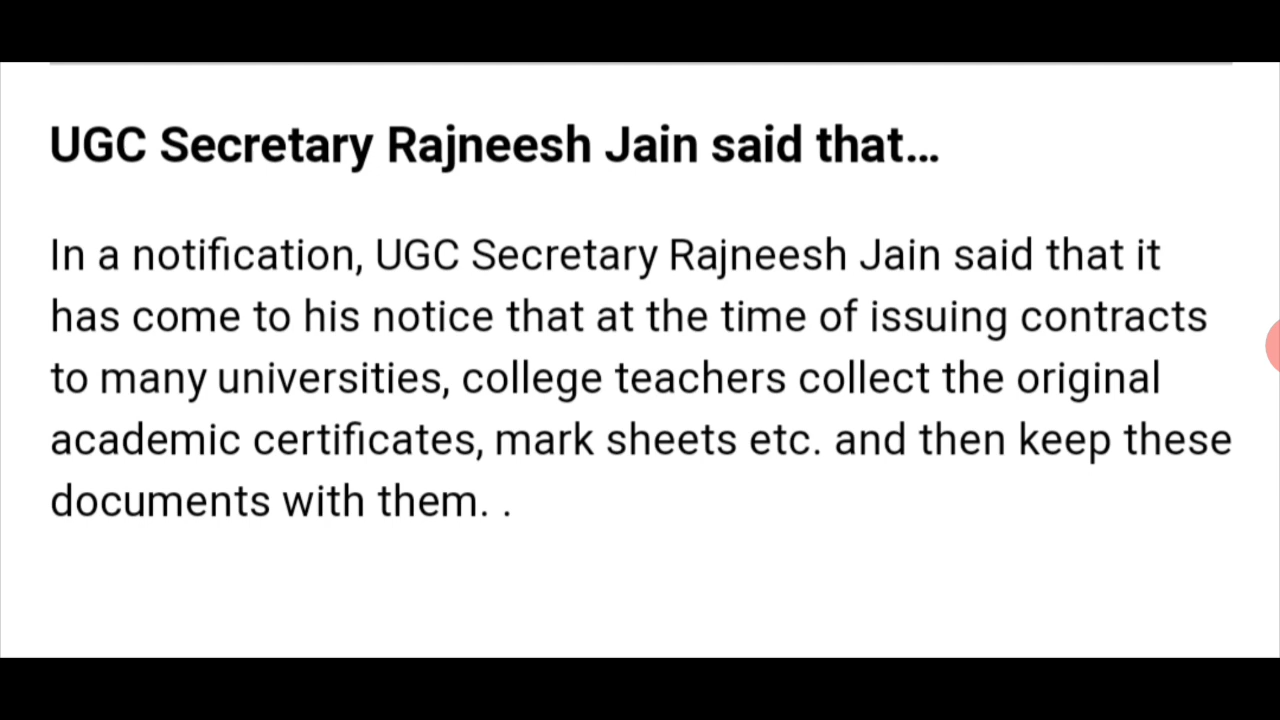 UGC Secretary Rajneesh Jain said that...
In a notification, UGC Secretary Rajneesh Jain said that it
has come to his notice that at the time of issuing contracts
to many universities, college teachers collect the original
academic certificates, mark sheets etc. and then keep these
documents with them. .